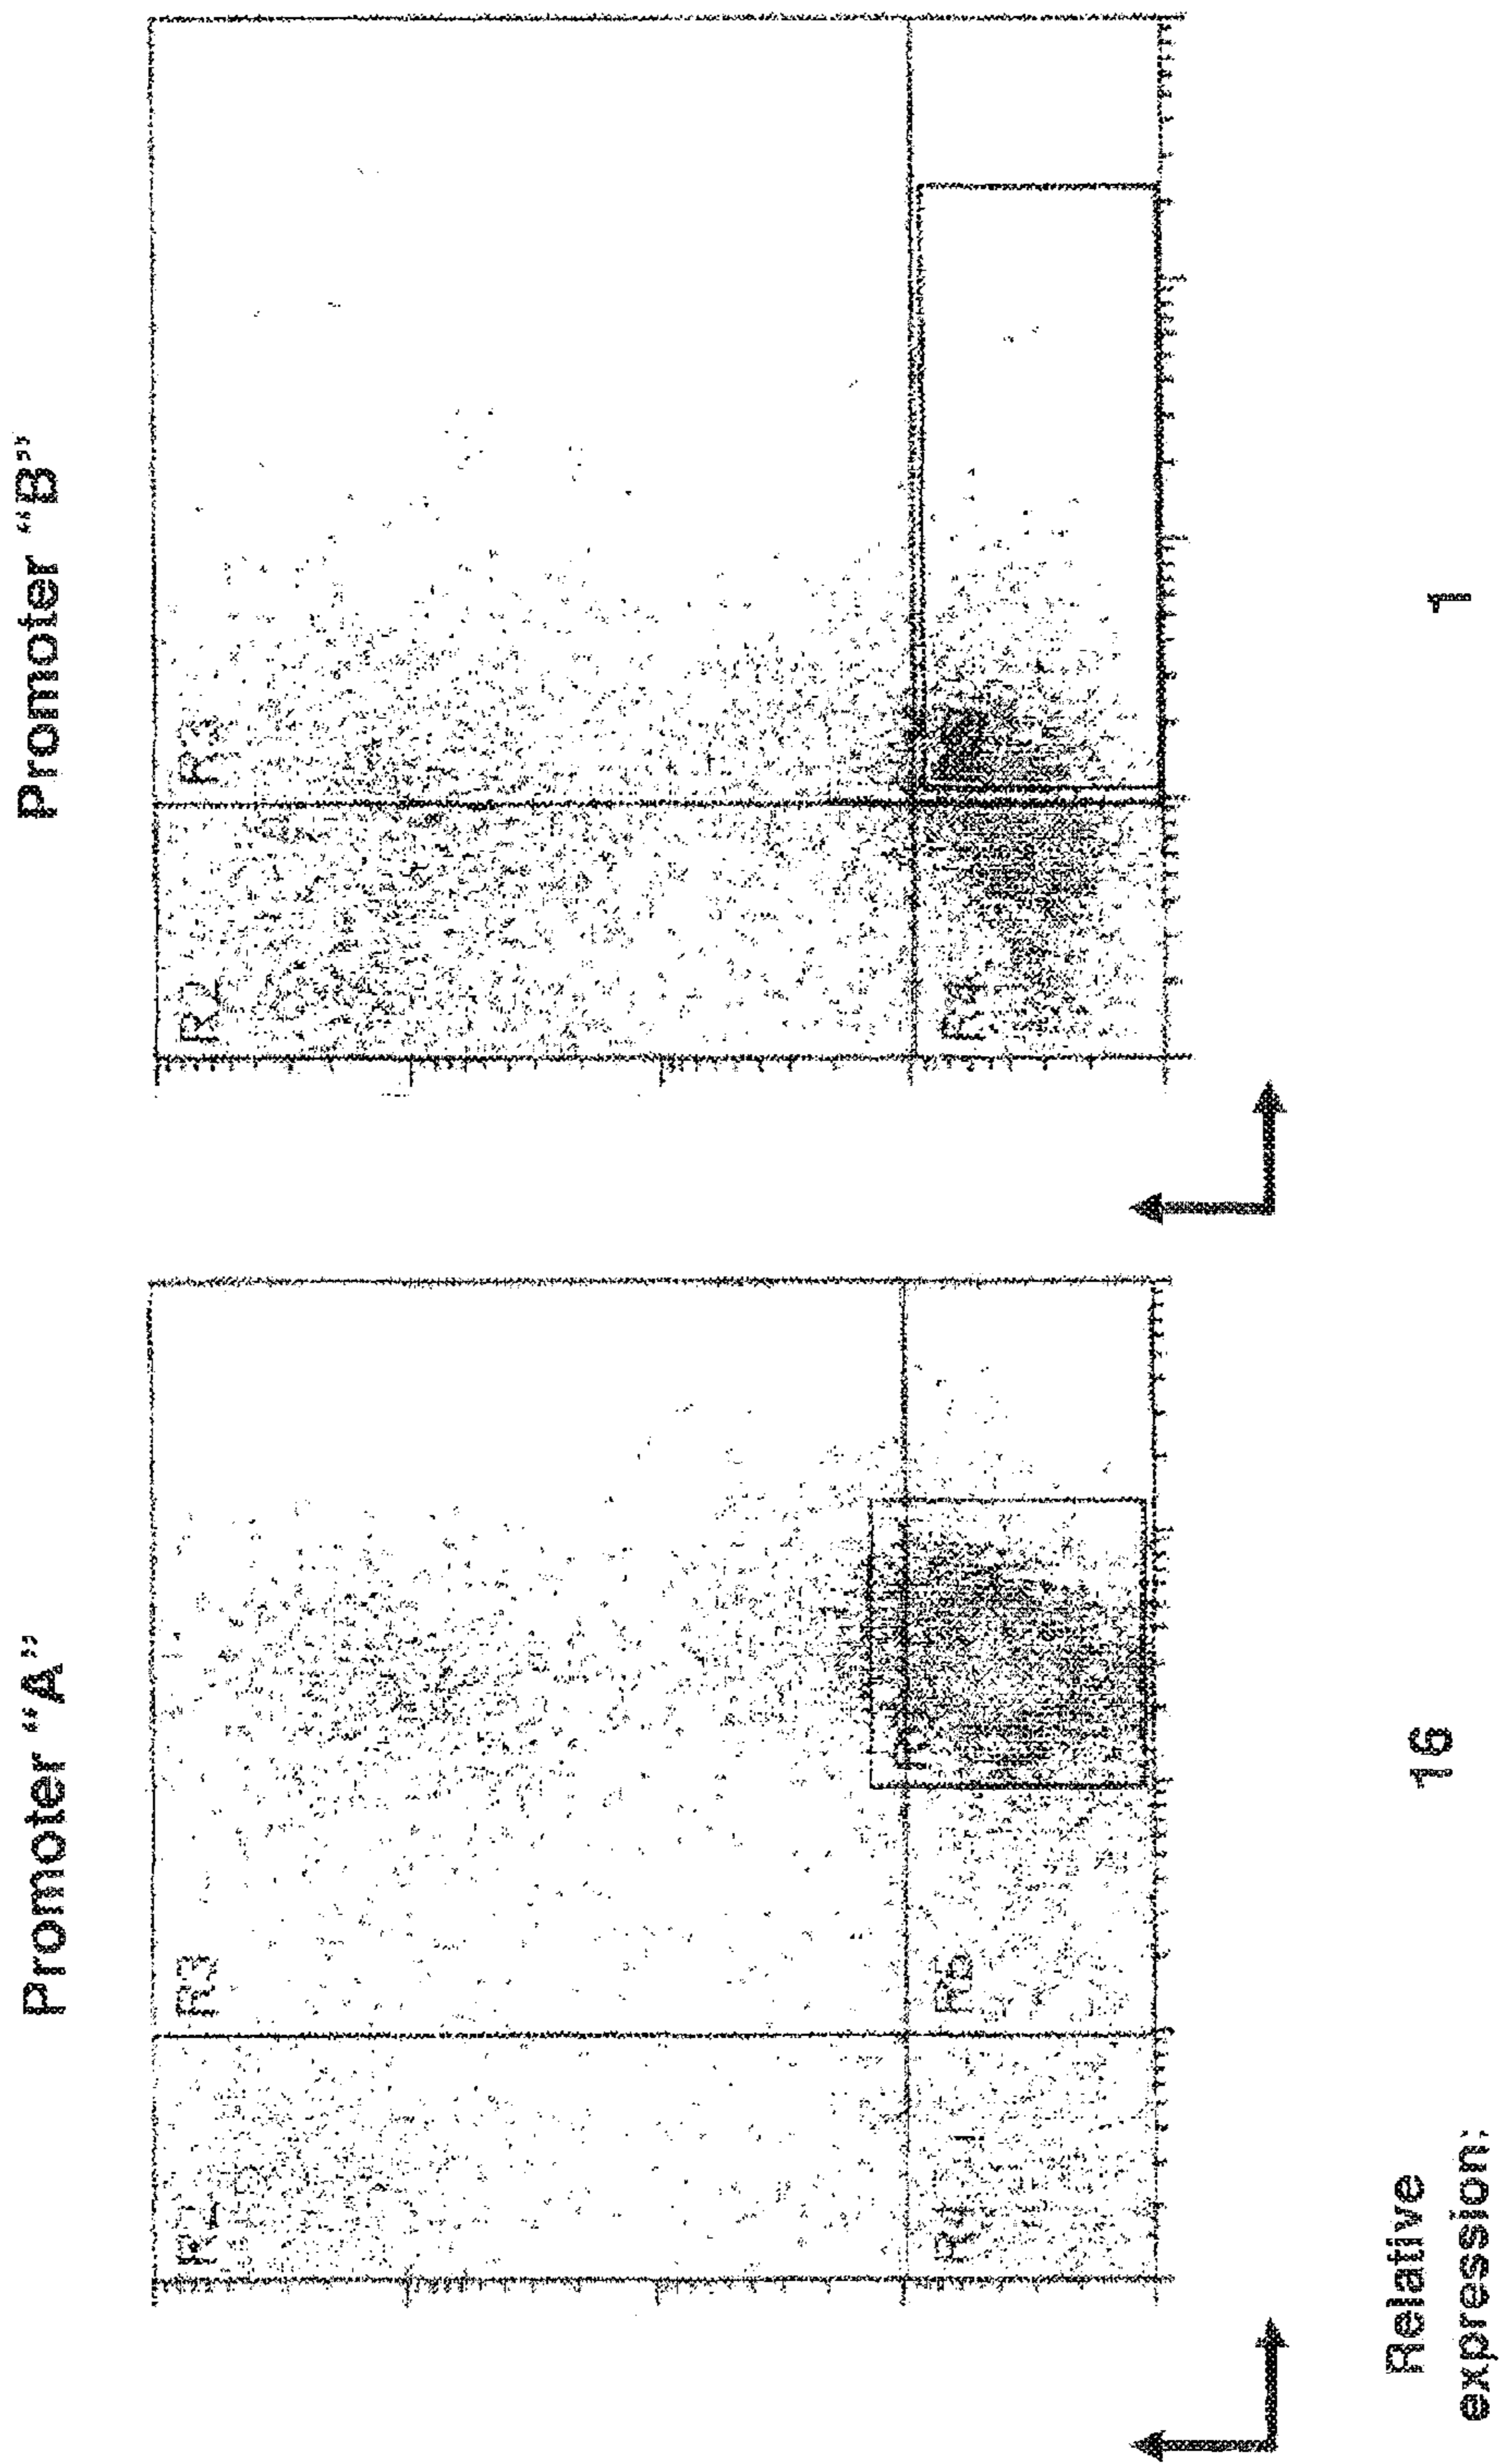 Promoter “A”
Promoter “B”
R2
R3
R4
R5
R2
R3
R4
Relative
expression:
16
1